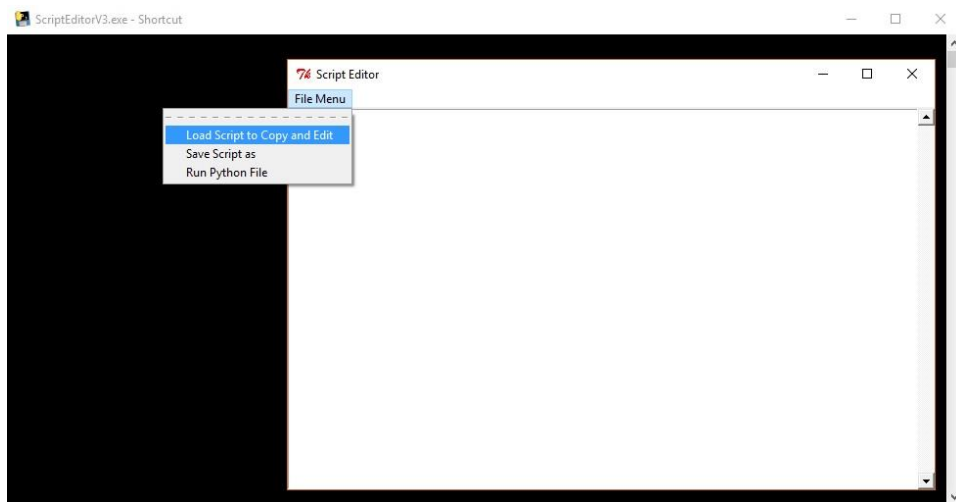 ScriptEditorV3.exe - Shortcut
Script Editor
File Menu
Load Script to Copy and Edit
Save Script as
Run Python File